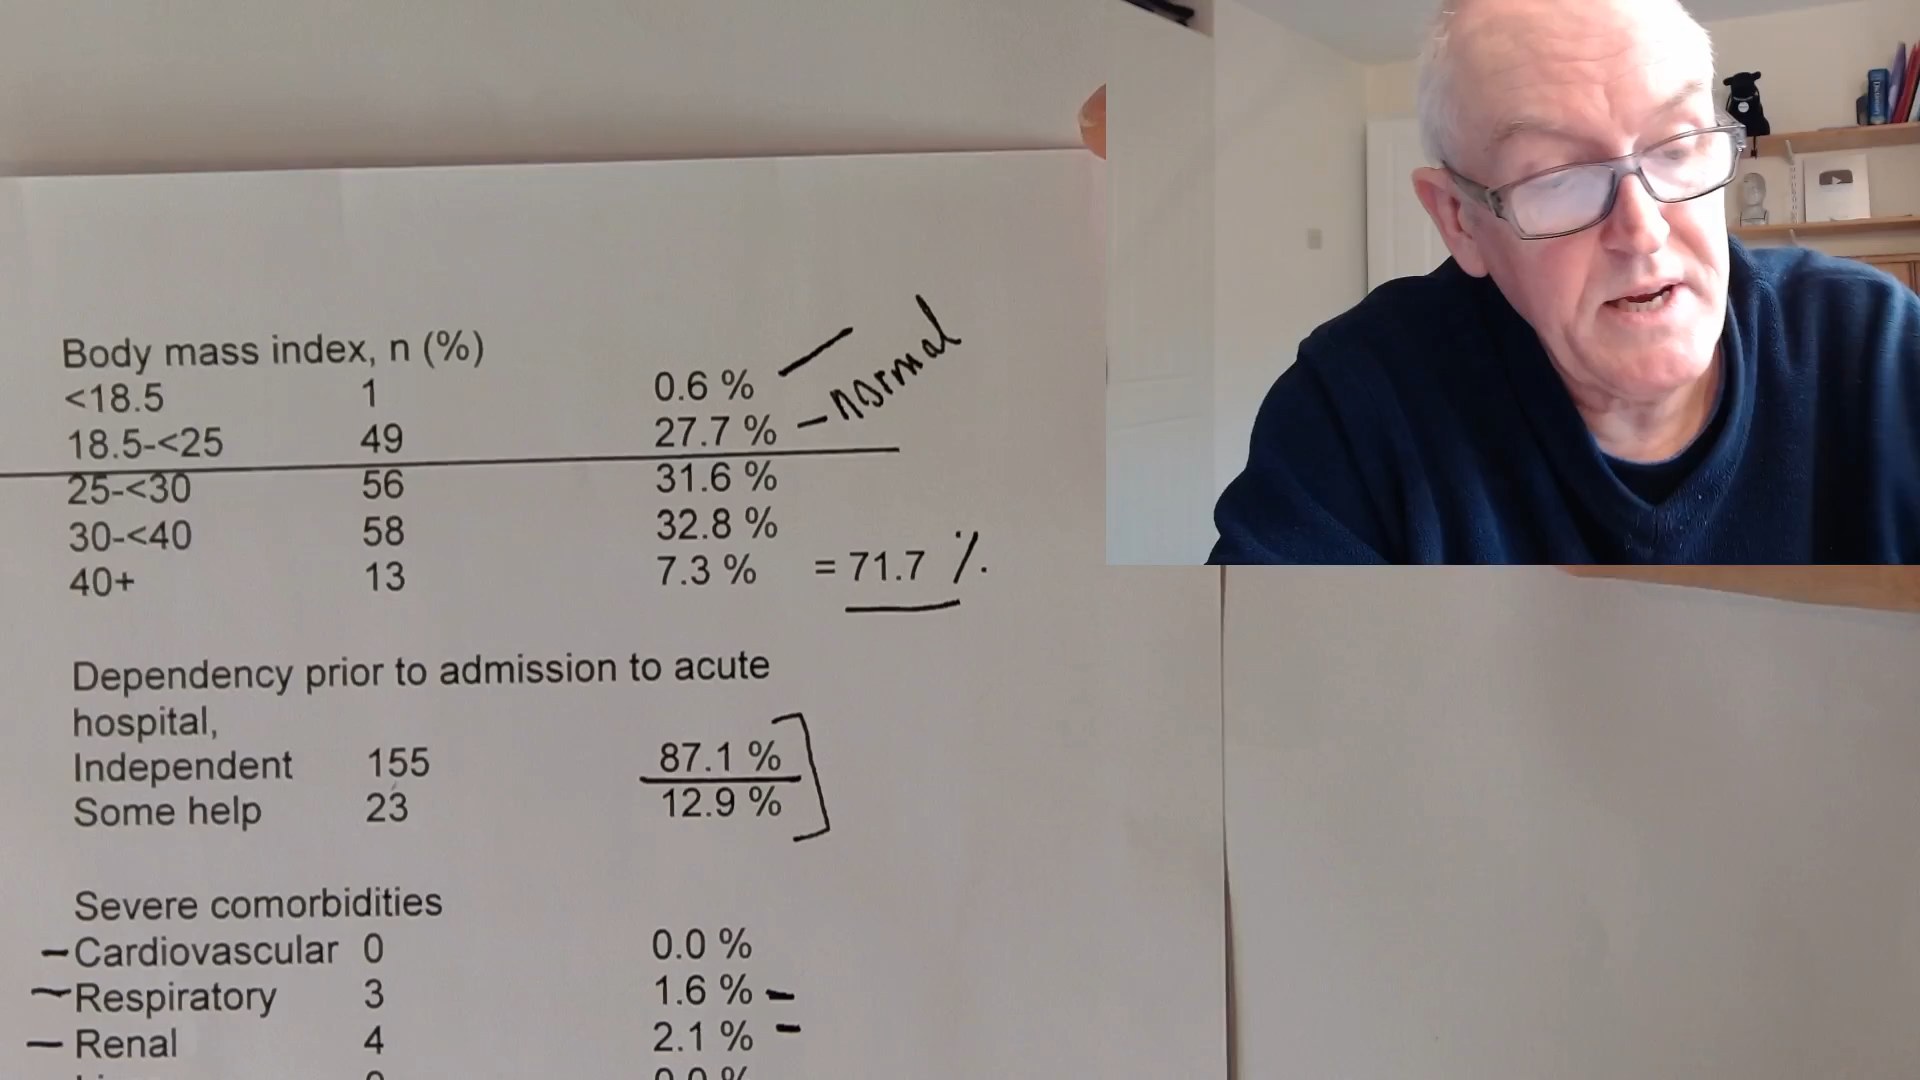 Body mass index, n (%)
<18.5 1 0.6 %
18.5-<25 49 27.7 % – normal
25-<30 56 31.6 %
30-<40 58 32.8 %
40+ 13 7.3 % = 71.7 %
Dependency prior to admission to acute
hospital,
Independent 155 87.1 %
Some help 23 12.9 %
Severe comorbidities
Cardiovascular 0 0.0 %
Respiratory 3 1.6 %
Renal 4 2.1 %
Dictionary